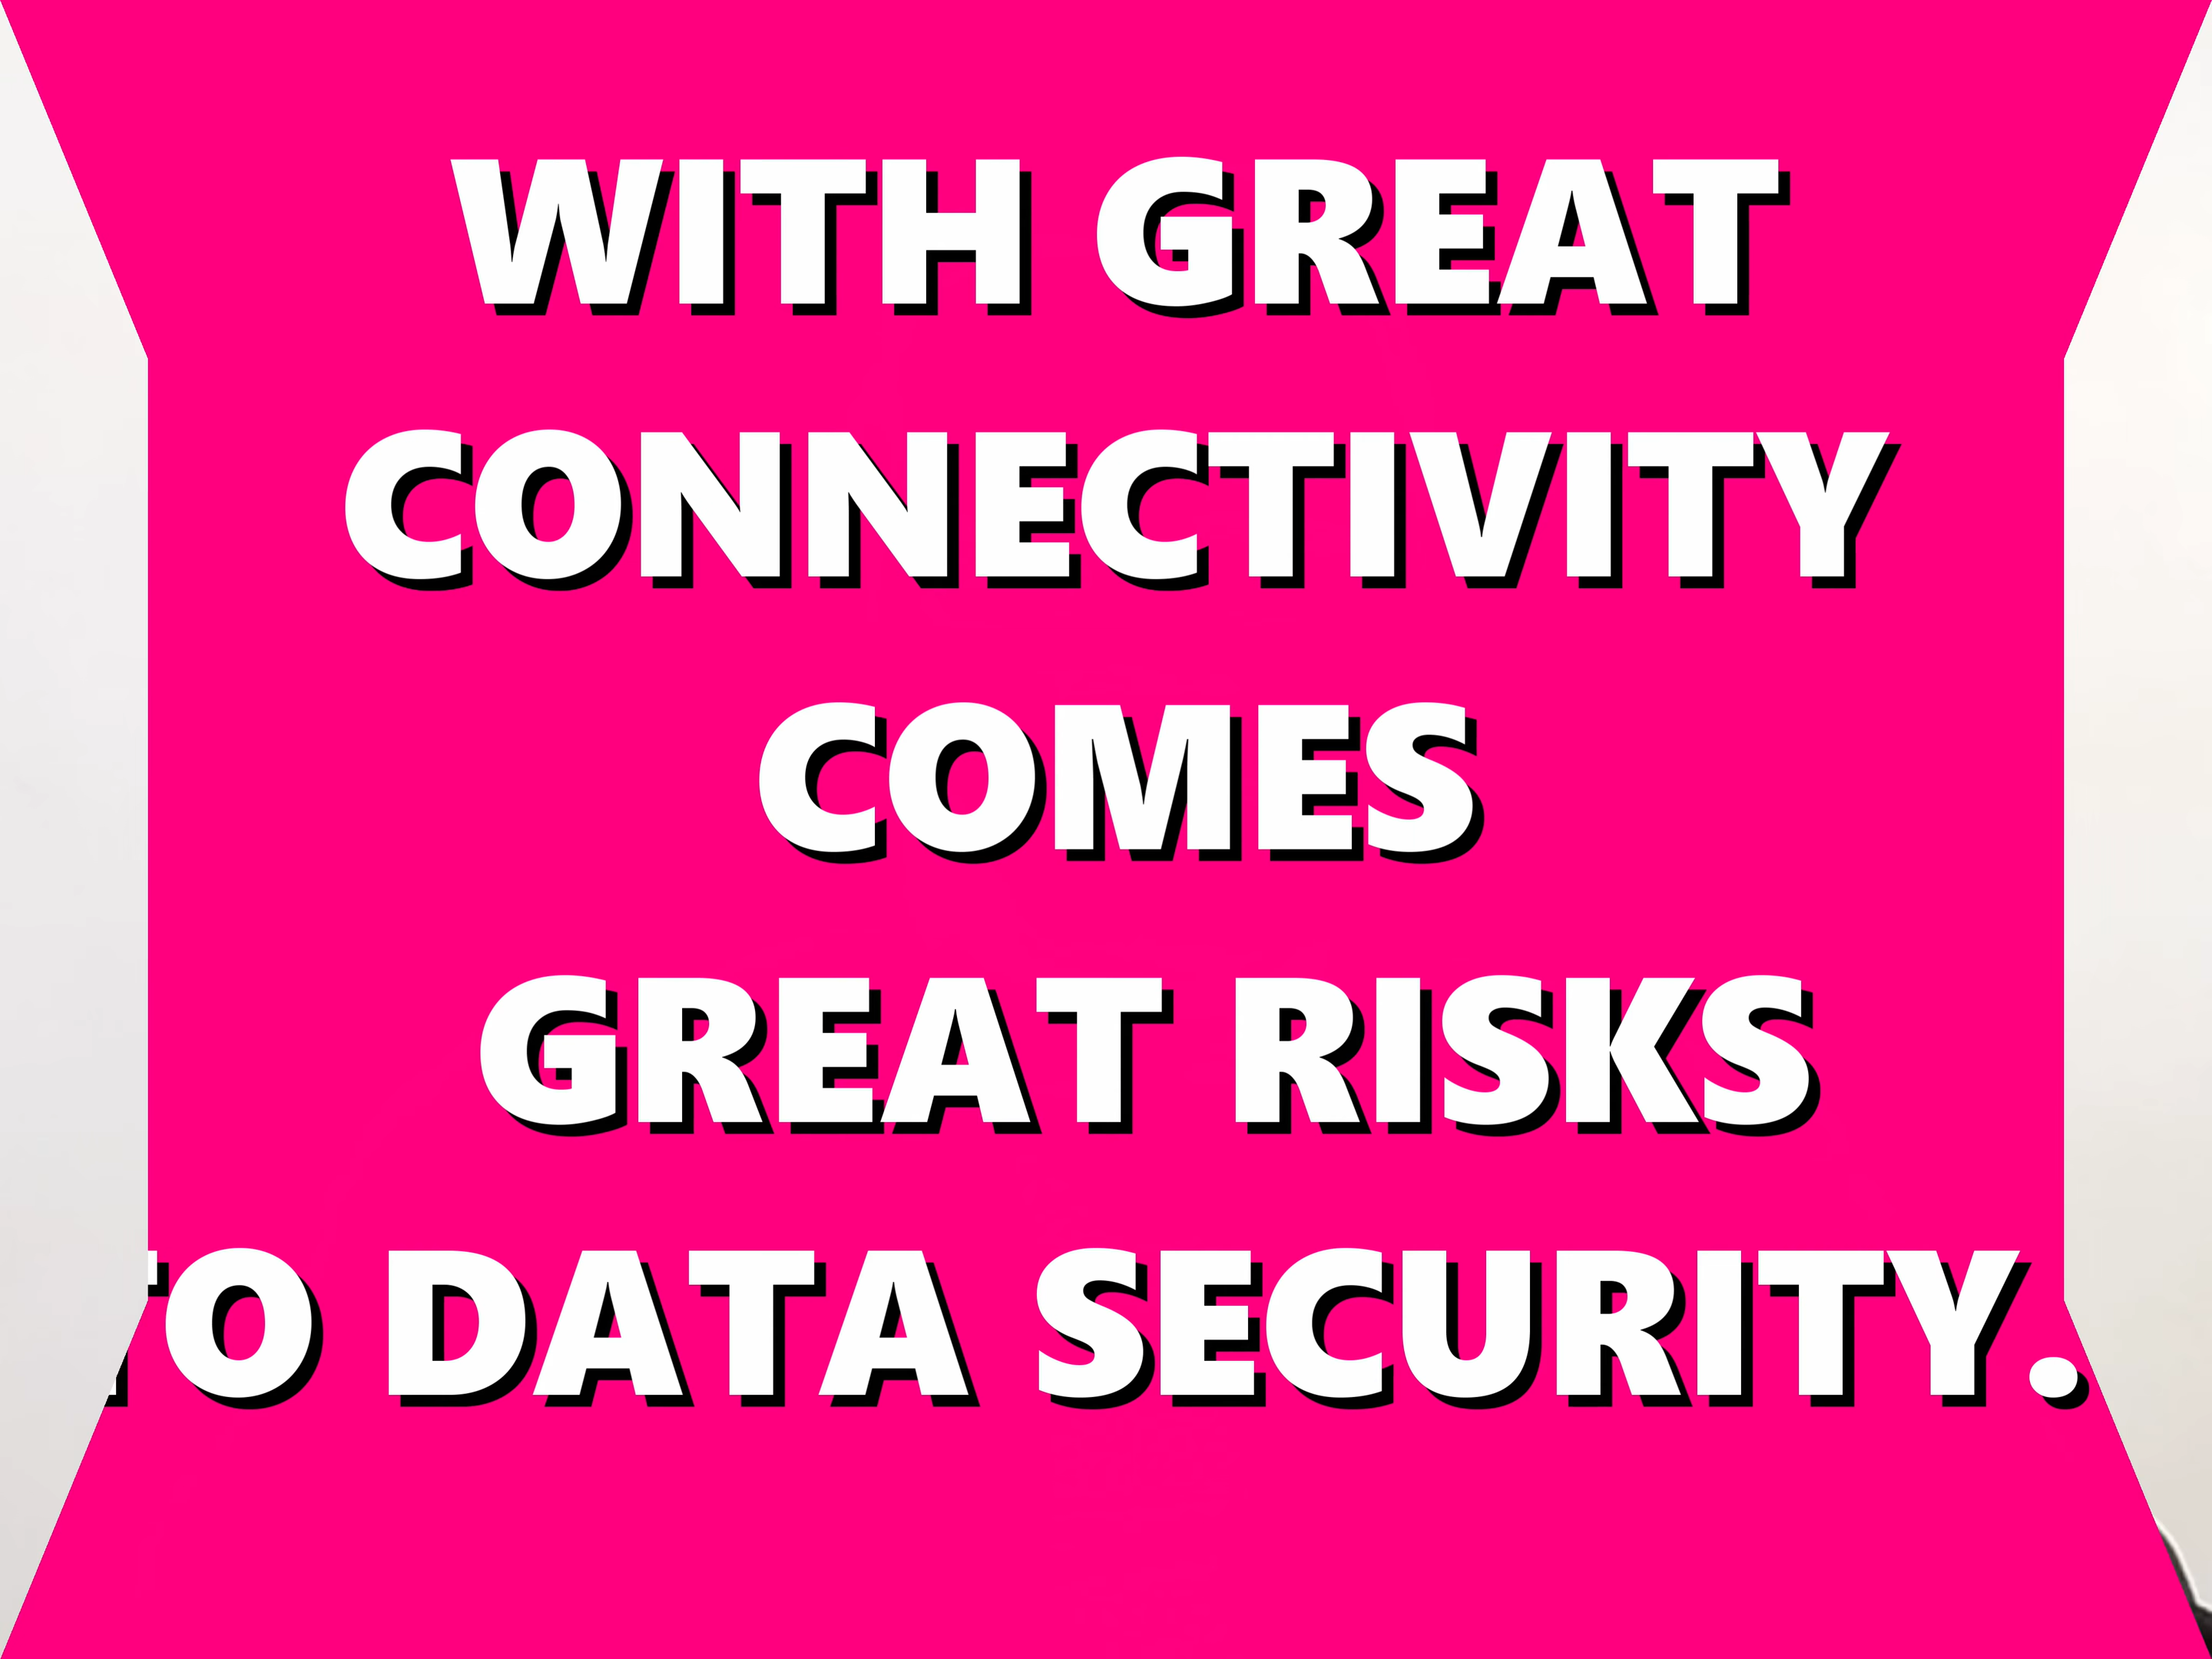 WITH GREAT
CONNECTIVITY
COMES
GREAT RISKS
TO DATA SECURITY.